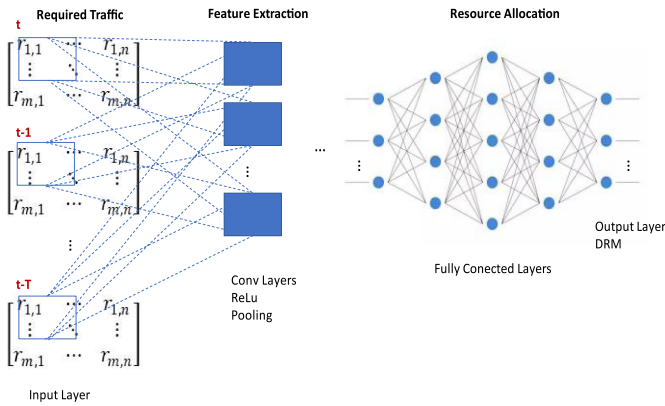 Required Traffic
Feature Extraction
Resource Allocation
t
r1,1 ⋯ r1,n
⋮ ⋱ ⋮
rm,1 ⋯ rm,n
t-1
r1,1 ⋯ r1,n
⋮ ⋱ ⋮
rm,1 ⋯ rm,n
⋮
t-T
r1,1 ⋯ r1,n
⋮ ⋱ ⋮
rm,1 ⋯ rm,n
Input Layer
⋮
Conv Layers
ReLu
Pooling
...
⋮
⋮
Fully Conected Layers
Output Layer
DRM